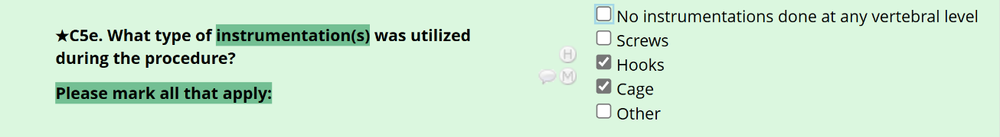 ★C5e. What type of instrumentation(s) was utilized
during the procedure?
Please mark all that apply:
H
M
No instrumentations done at any vertebral level
Screws
Hooks
Cage
Other